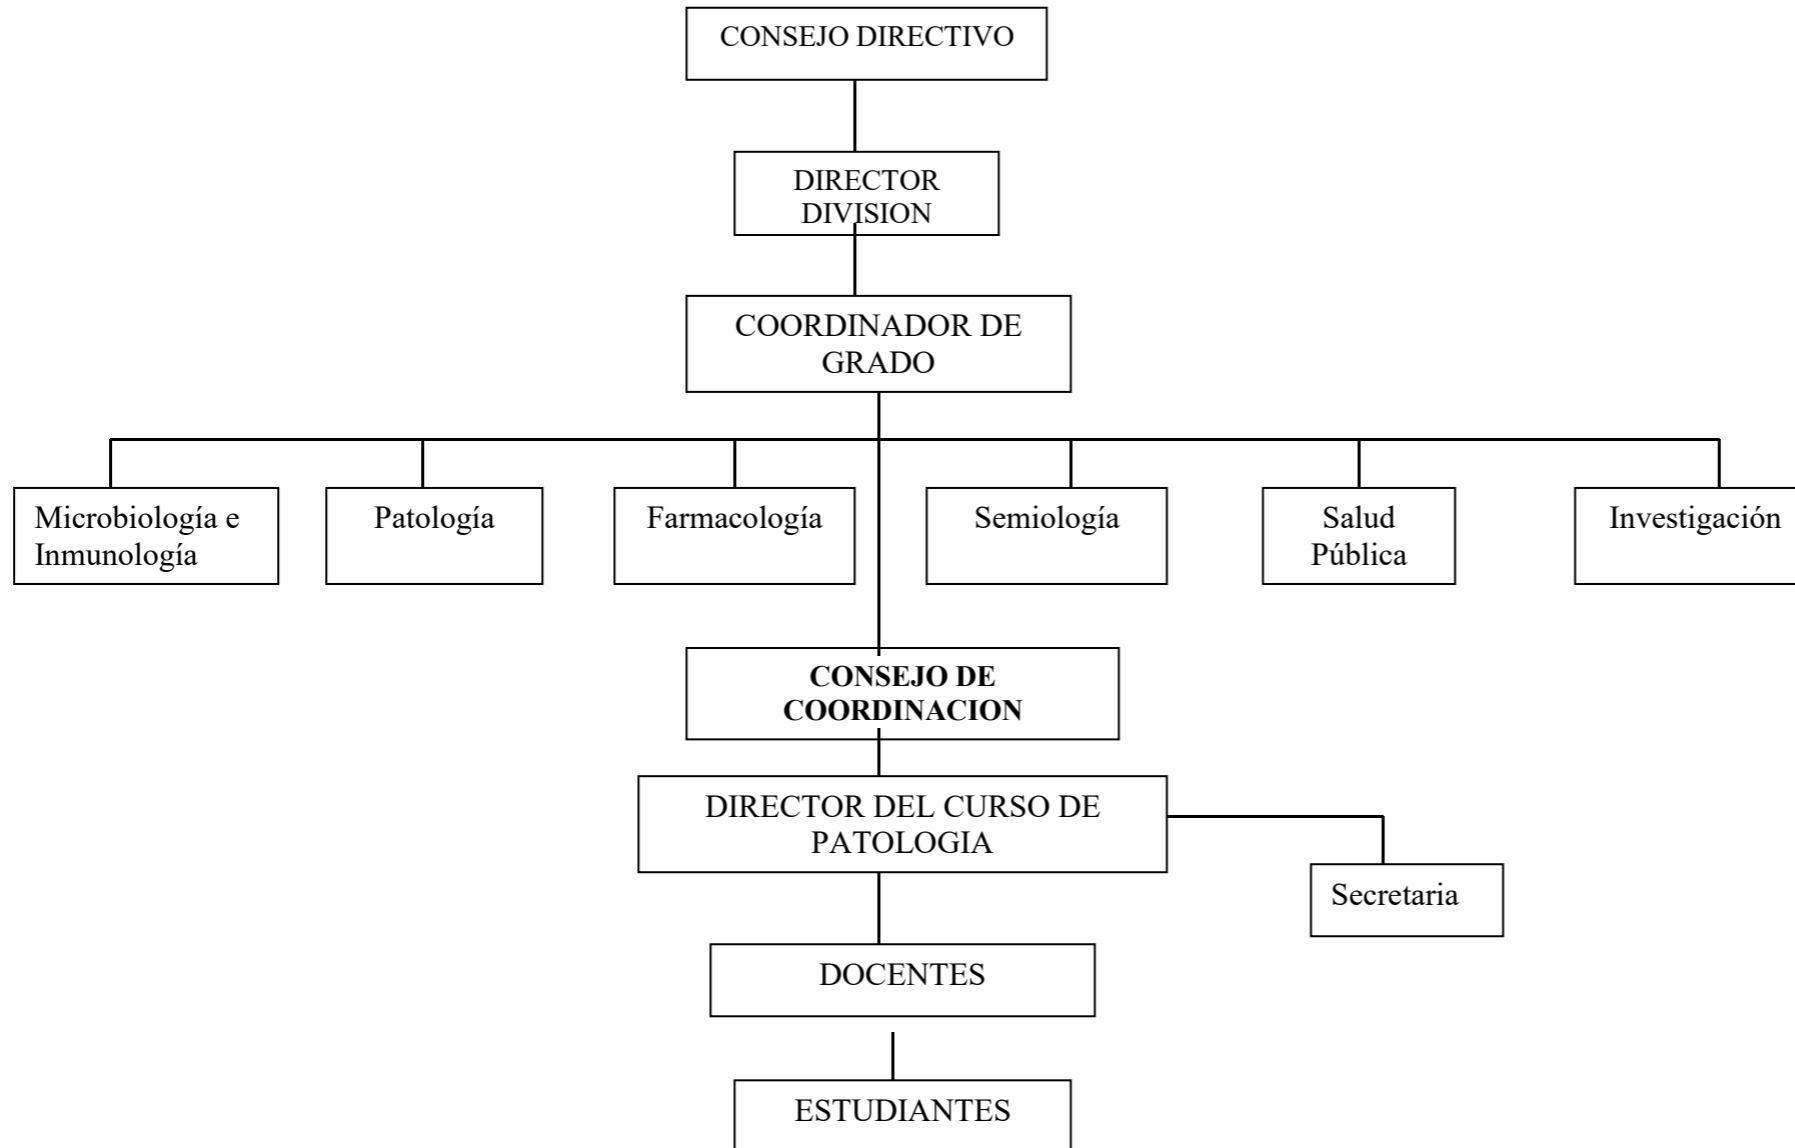 CONSEJO DIRECTIVO
DIRECTOR
DIVISION
COORDINADOR DE
GRADO
Microbiología e
Inmunología
Patología
Farmacología
Semiología
Salud
Pública
Investigación
CONSEJO DE
COORDINACION
DIRECTOR DEL CURSO DE
PATOLOGIA
Secretaria
DOCENTES
ESTUDIANTES